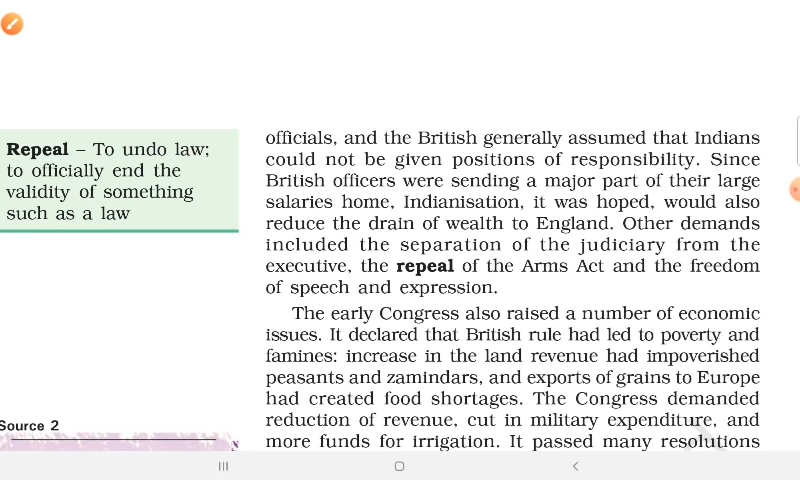 Repeal – To undo law;
to officially end the
validity of something
such as a law
officials, and the British generally assumed that Indians
could not be given positions of responsibility. Since
British officers were sending a major part of their large
salaries home, Indianisation, it was hoped, would also
reduce the drain of wealth to England. Other demands
included the separation of the judiciary from the
executive, the repeal of the Arms Act and the freedom
of speech and expression.
The early Congress also raised a number of economic
issues. It declared that British rule had led to poverty and
famines: increase in the land revenue had impoverished
peasants and zamindars, and exports of grains to Europe
had created food shortages. The Congress demanded
reduction of revenue, cut in military expenditure, and
more funds for irrigation. It passed many resolutions
Source 2